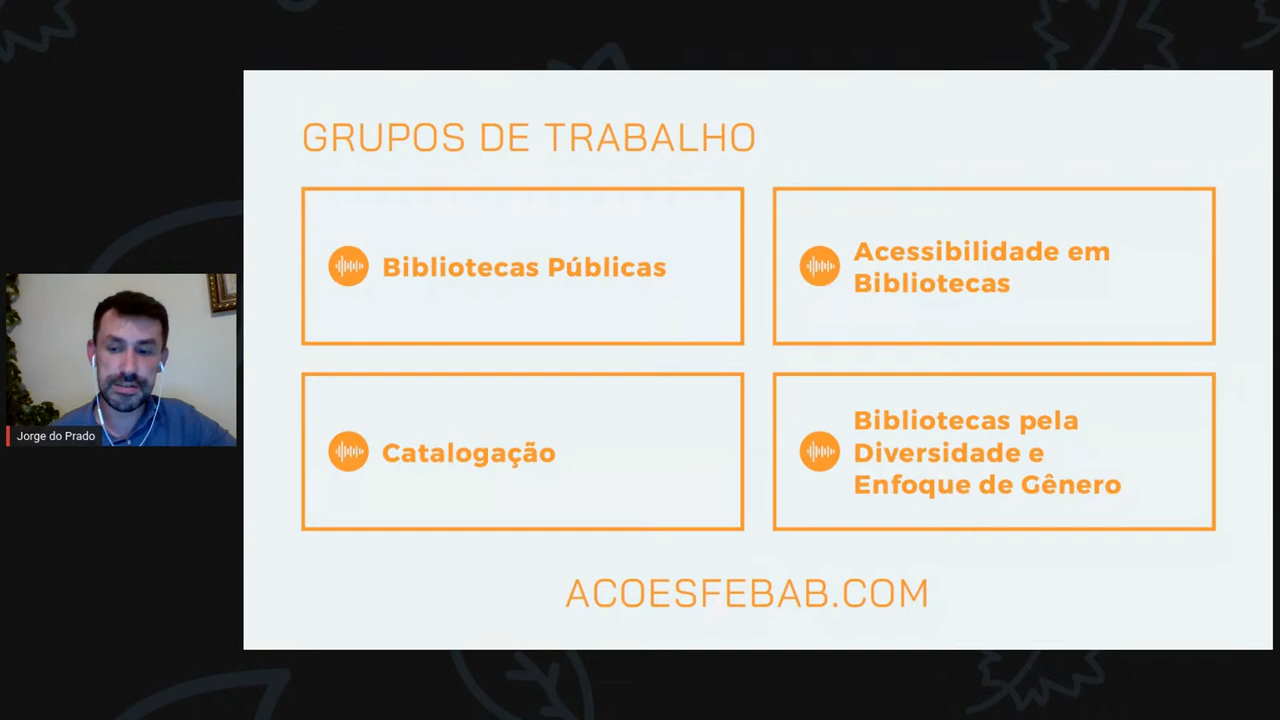 GRUPOS DE TRABALHO
Bibliotecas Públicas
Acessibilidade em
Bibliotecas
Catalogação
Bibliotecas pela
Diversidade e
Enfoque de Gênero
ACOESFEBAB.COM
Jorge do Prado